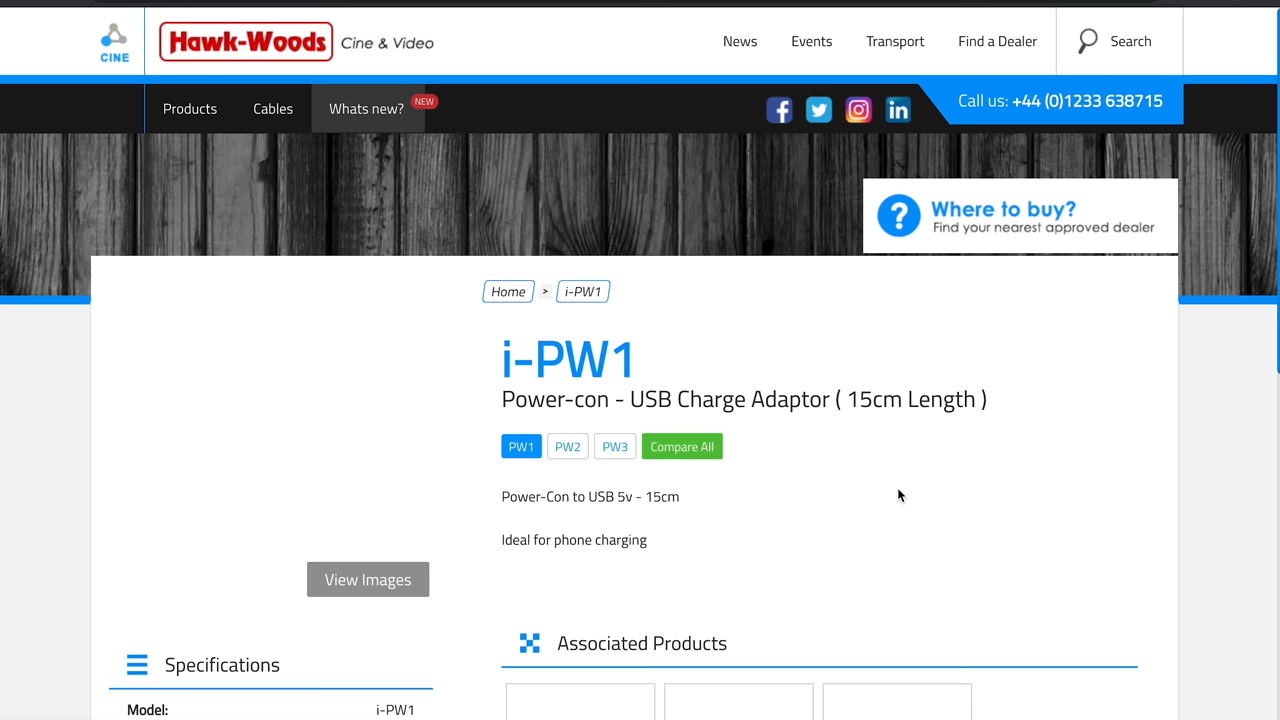 CINE
Hawk-Woods
Cine & Video
News
Events
Transport
Find a Dealer
Search
Products
Cables
Whats new?
NEW
Call us: +44 (0)1233 638715
Where to buy?
Find your nearest approved dealer
Home > i-PW1
i-PW1
Power-con - USB Charge Adaptor ( 15cm Length )
PW1
PW2
PW3
Compare All
Power-Con to USB 5v - 15cm
Ideal for phone charging
View Images
Associated Products
Specifications
Model: i-PW1